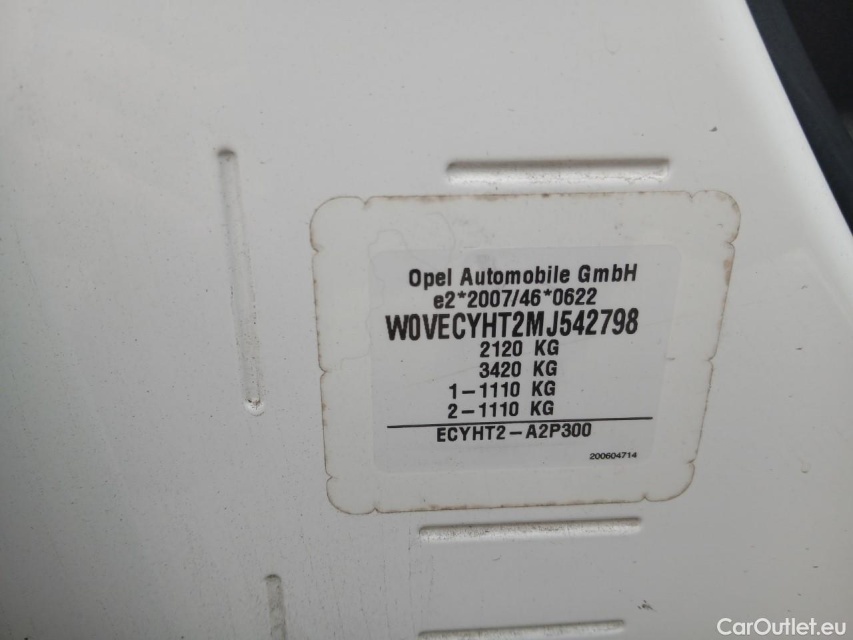 Opel Automobile GmbH
e2*2007/46*0622
W0VECYHT2MJ542798
2120 KG
3420 KG
1-1110 KG
2-1110 KG
ECYHT2-A2P300
200604714
CarOutlet.eu